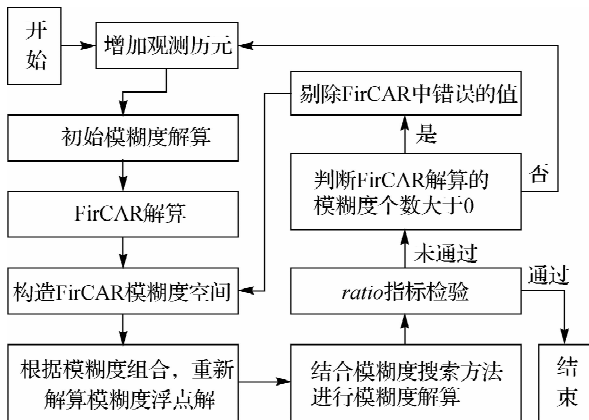 开
始
增加观测历元
初始模糊度解算
FirCAR解算
构造FirCAR模糊度空间
根据模糊度组合，重新
解算模糊度浮点解
结合模糊度搜索方法
进行模糊度解算
ratio指标检验
通过
结
束
未通过
判断FirCAR解算的
模糊度个数大于0
否
是
剔除FirCAR中错误的值